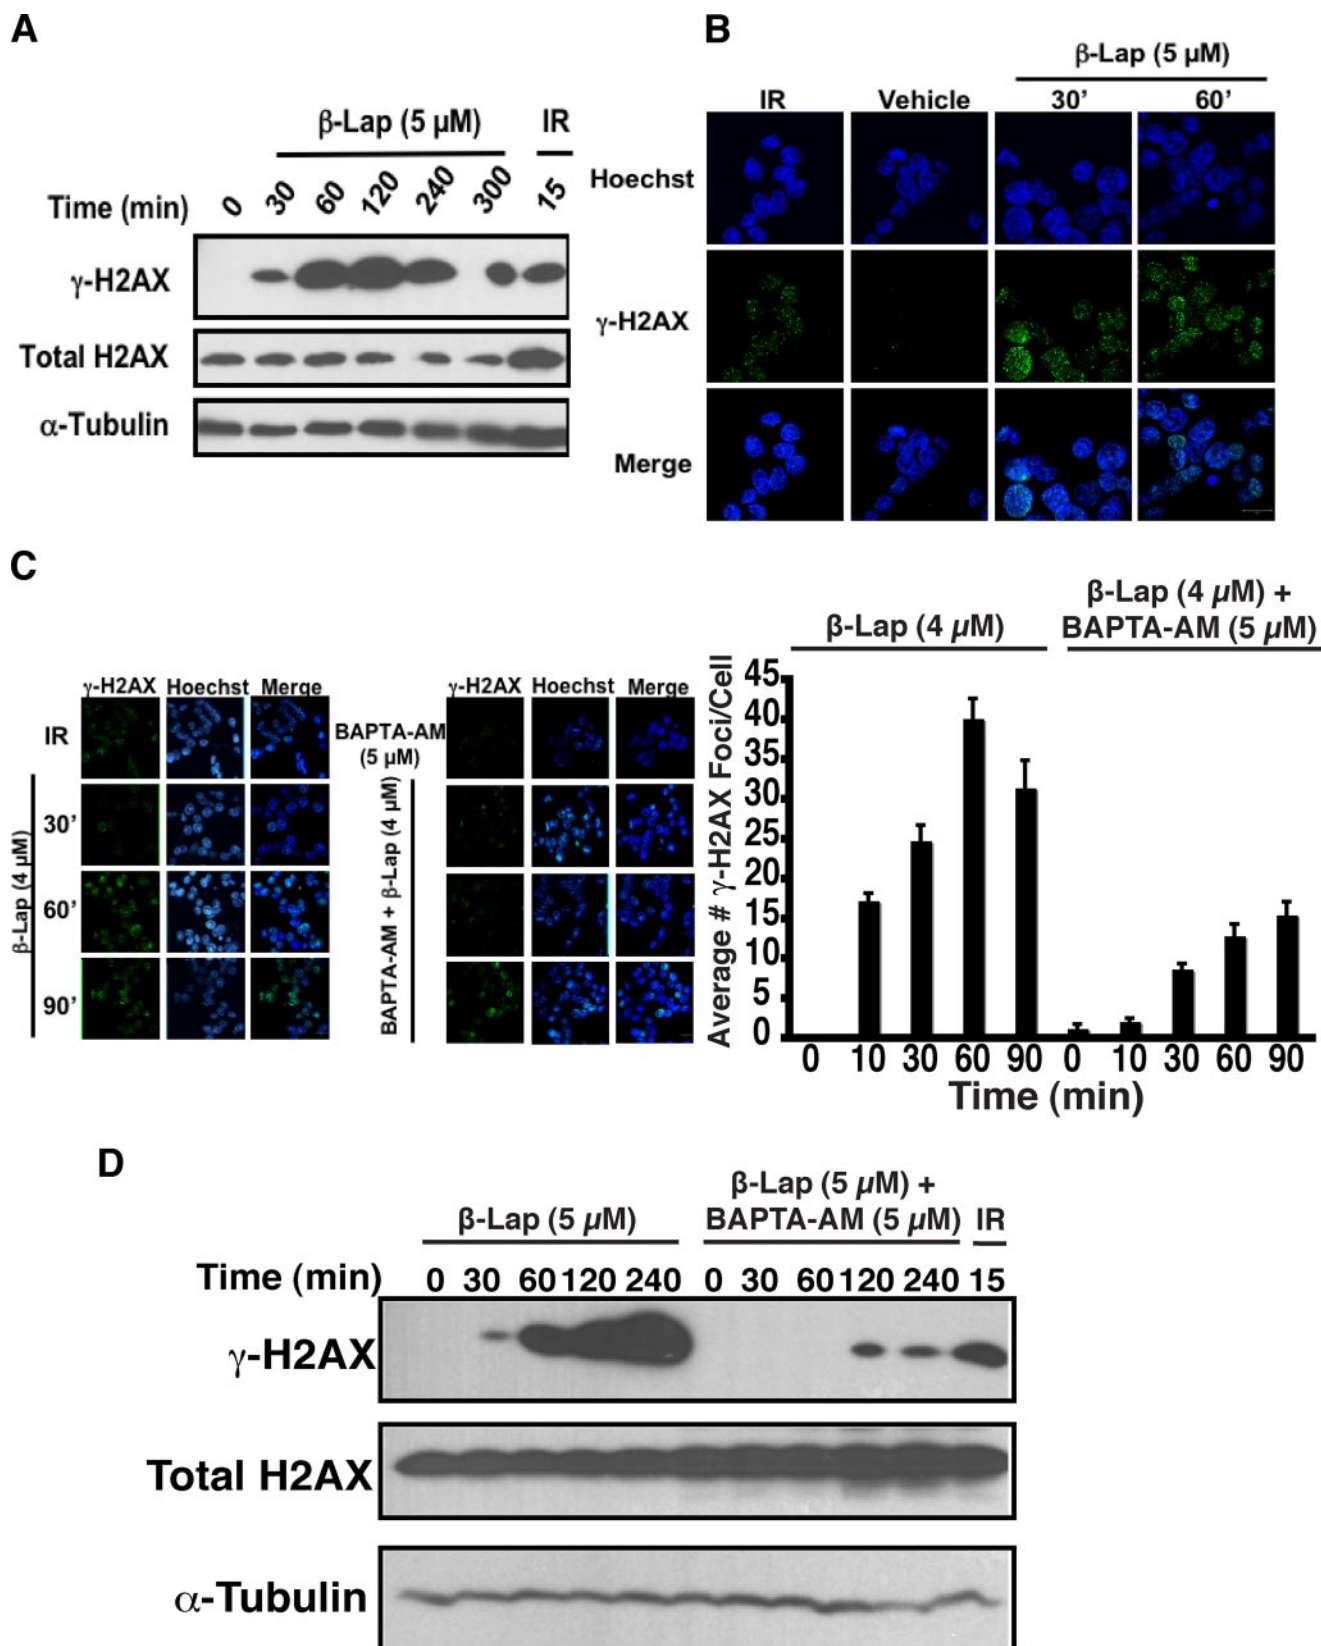 A
β-Lap (5 µM) IR
Time (min) 0 30 60 120 240 300 15
γ-H2AX
Total H2AX
α-Tubulin
B
β-Lap (5 µM)
IR Vehicle 30' 60'
Hoechst
γ-H2AX
Merge
C
γ-H2AX Hoechst Merge
IR
β-Lap (4 µM)
30'
60'
90'
γ-H2AX Hoechst Merge
BAPTA-AM
(5 µM)
BAPTA-AM + β-Lap (4 µM)
β-Lap (4 µM)
β-Lap (4 µM) +
BAPTA-AM (5 µM)
Average # γ-H2AX Foci/Cell
45
40
35
30
25
20
15
10
5
0
0 10 30 60 90 0 10 30 60 90
Time (min)
D
β-Lap (5 µM)
β-Lap (5 µM) +
BAPTA-AM (5 µM) IR
Time (min) 0 30 60 120 240 0 30 60 120 240 15
γ-H2AX
Total H2AX
α-Tubulin